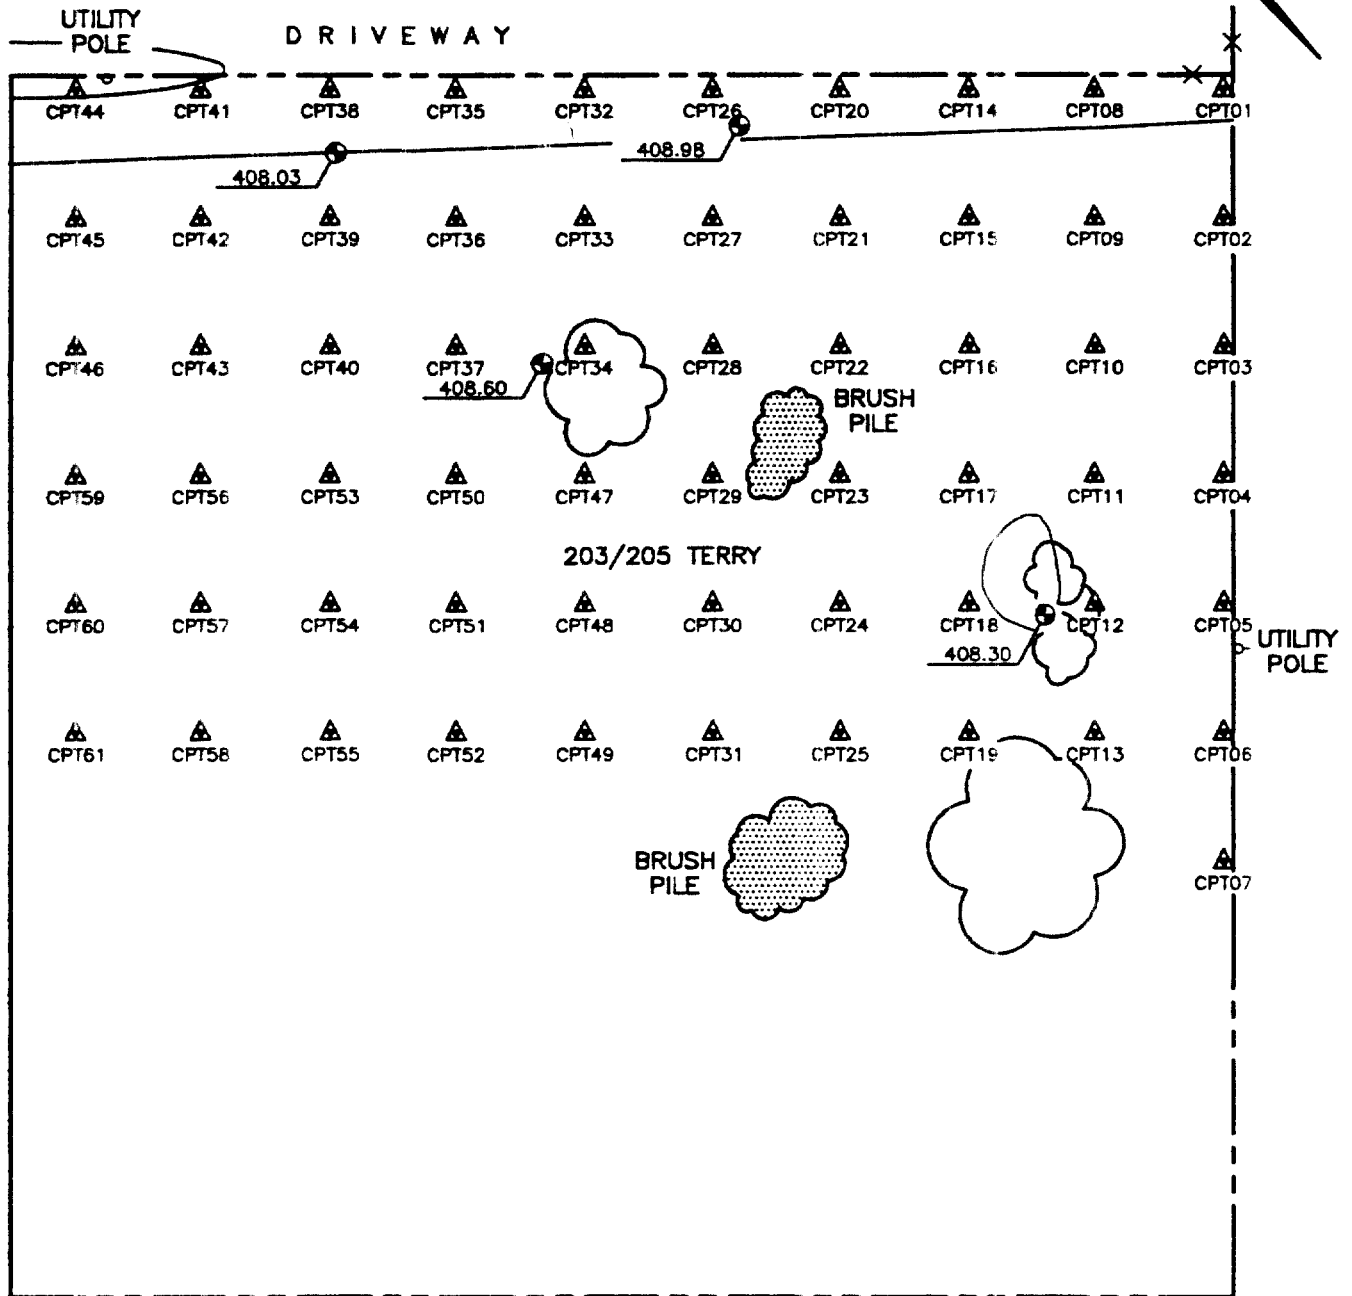 UTILITY
POLE
DRIVEWAY
CPT44 CPT41 CPT38 CPT35 CPT32 CPT26 CPT20 CPT14 CPT08 CPT01
408.98
408.03
CPT45 CPT42 CPT39 CPT36 CPT33 CPT27 CPT21 CPT15 CPT09 CPT02
CPT46 CPT43 CPT40 CPT37 CPT34 CPT28 CPT22 CPT16 CPT10 CPT03
408.60
BRUSH
PILE
CPT59 CPT56 CPT53 CPT50 CPT47 CPT29 CPT23 CPT17 CPT11 CPT04
203/205 TERRY
CPT60 CPT57 CPT54 CPT51 CPT48 CPT30 CPT24 CPT18 CPT12 CPT05
408.30
UTILITY
POLE
CPT61 CPT58 CPT55 CPT52 CPT49 CPT31 CPT25 CPT19 CPT13 CPT06
BRUSH
PILE
CPT07